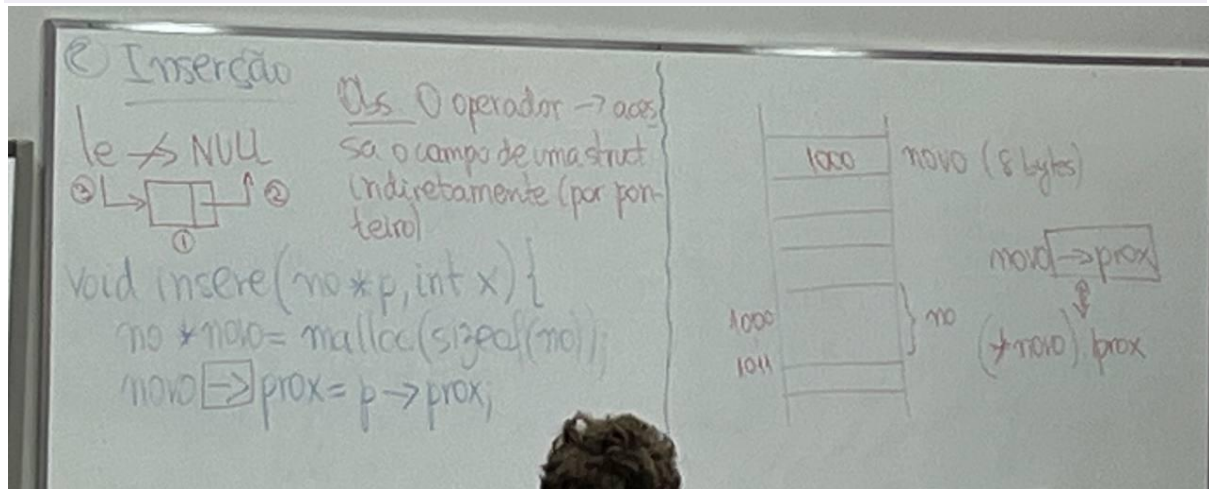 ② Inserção
le -/-> NULL
③ ②
①
Obs O operador -> aces
sa o campo de uma struct
indiretamente (por pon-
teiro)
void insere(no *p, int x) {
no *novo = malloc(sizeof(no));
novo -> prox = p -> prox;
1000 novo (8 bytes)
1000
1011
no
novo -> prox
(*novo).prox